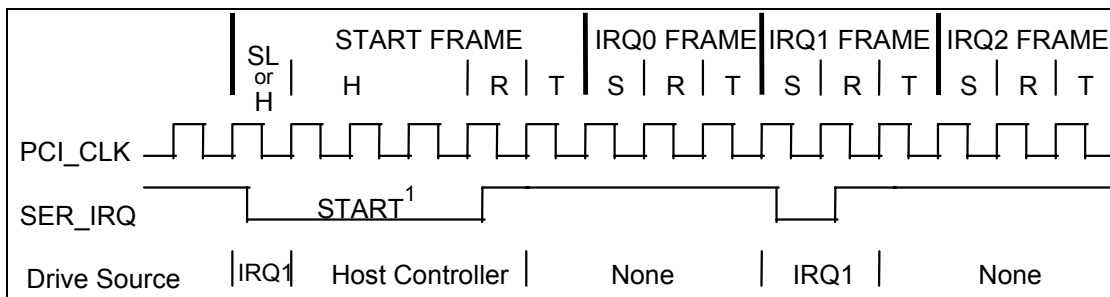 START FRAME IRQ0 FRAME IRQ1 FRAME IRQ2 FRAME
SL
or
H
H R T S R T S R T S R T
PCI_CLK
SER_IRQ START1
Drive Source IRQ1 Host Controller None IRQ1 None